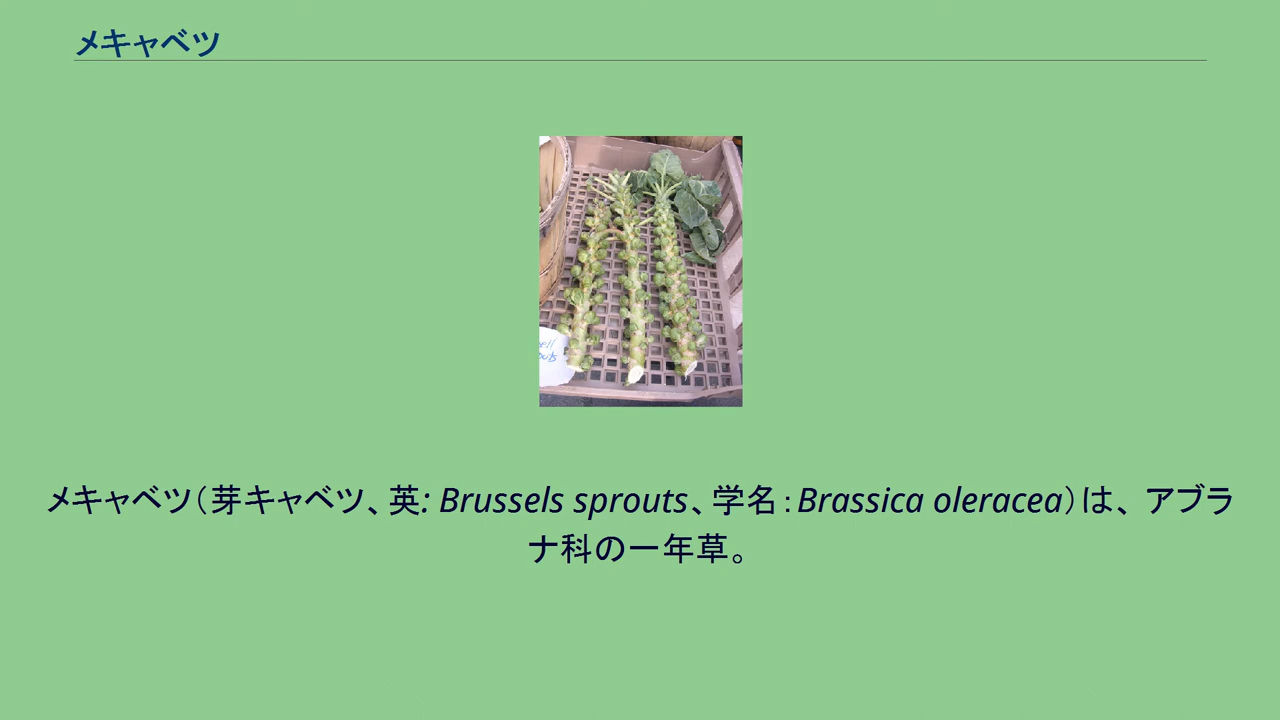 メキャベツ
メキャベツ（芽キャベツ、英: Brussels sprouts、学名：Brassica oleracea）は、アブラ
ナ科の一年草。